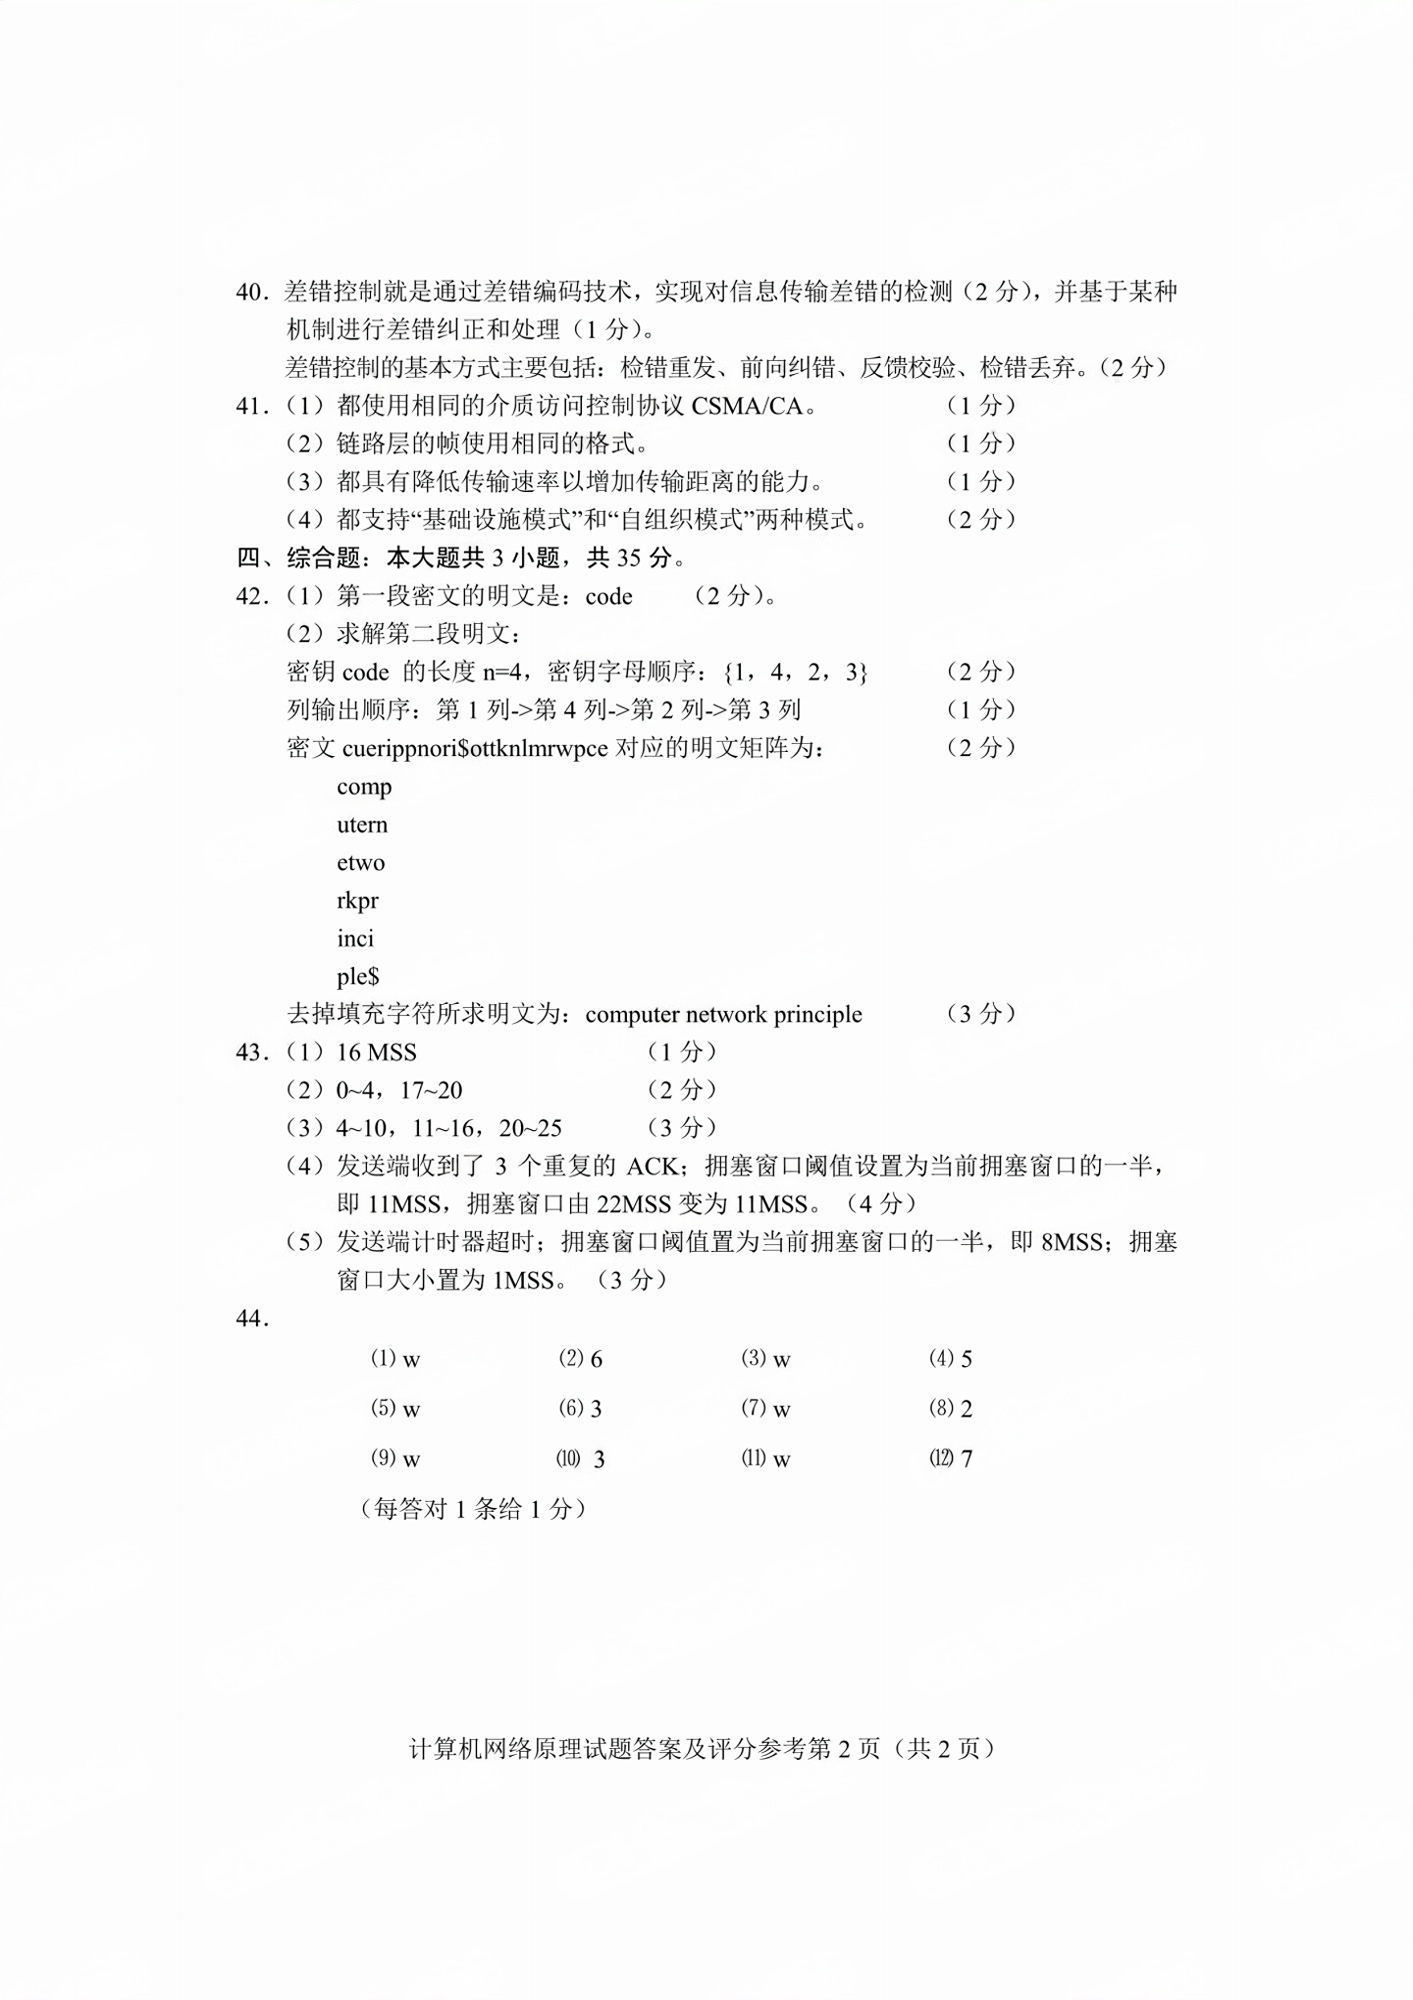 40. 差错控制就是通过差错编码技术，实现对信息传输差错的检测（2 分），并基于某种
机制进行差错纠正和处理（1 分）。
差错控制的基本方式主要包括：检错重发、前向纠错、反馈校验、检错丢弃。（2 分）
41.（1）都使用相同的介质访问控制协议 CSMA/CA。 （1 分）
（2）链路层的帧使用相同的格式。 （1 分）
（3）都具有降低传输速率以增加传输距离的能力。 （1 分）
（4）都支持“基础设施模式”和“自组织模式”两种模式。 （2 分）
四、综合题：本大题共 3 小题，共 35 分。
42.（1）第一段密文的明文是：code （2 分）。
（2）求解第二段明文：
密钥 code 的长度 n=4，密钥字母顺序：{1，4，2，3} （2 分）
列输出顺序：第 1 列->第 4 列->第 2 列->第 3 列 （1 分）
密文 cuerippnori$ottknlmrwpce 对应的明文矩阵为： （2 分）
comp
utern
etwo
rkpr
inci
ple$
去掉填充字符所求明文为：computer network principle （3 分）
43.（1）16 MSS （1 分）
（2）0~4，17~20 （2 分）
（3）4~10，11~16，20~25 （3 分）
（4）发送端收到了 3 个重复的 ACK；拥塞窗口阈值设置为当前拥塞窗口的一半，
即 11MSS，拥塞窗口由 22MSS 变为 11MSS。（4 分）
（5）发送端计时器超时；拥塞窗口阈值置为当前拥塞窗口的一半，即 8MSS；拥塞
窗口大小置为 1MSS。（3 分）
44.
⑴ w ⑵ 6 ⑶ w ⑷ 5
⑸ w ⑹ 3 ⑺ w ⑻ 2
⑼ w ⑽ 3 ⑾ w ⑿ 7
（每答对 1 条给 1 分）
计算机网络原理试题答案及评分参考第 2 页（共 2 页）